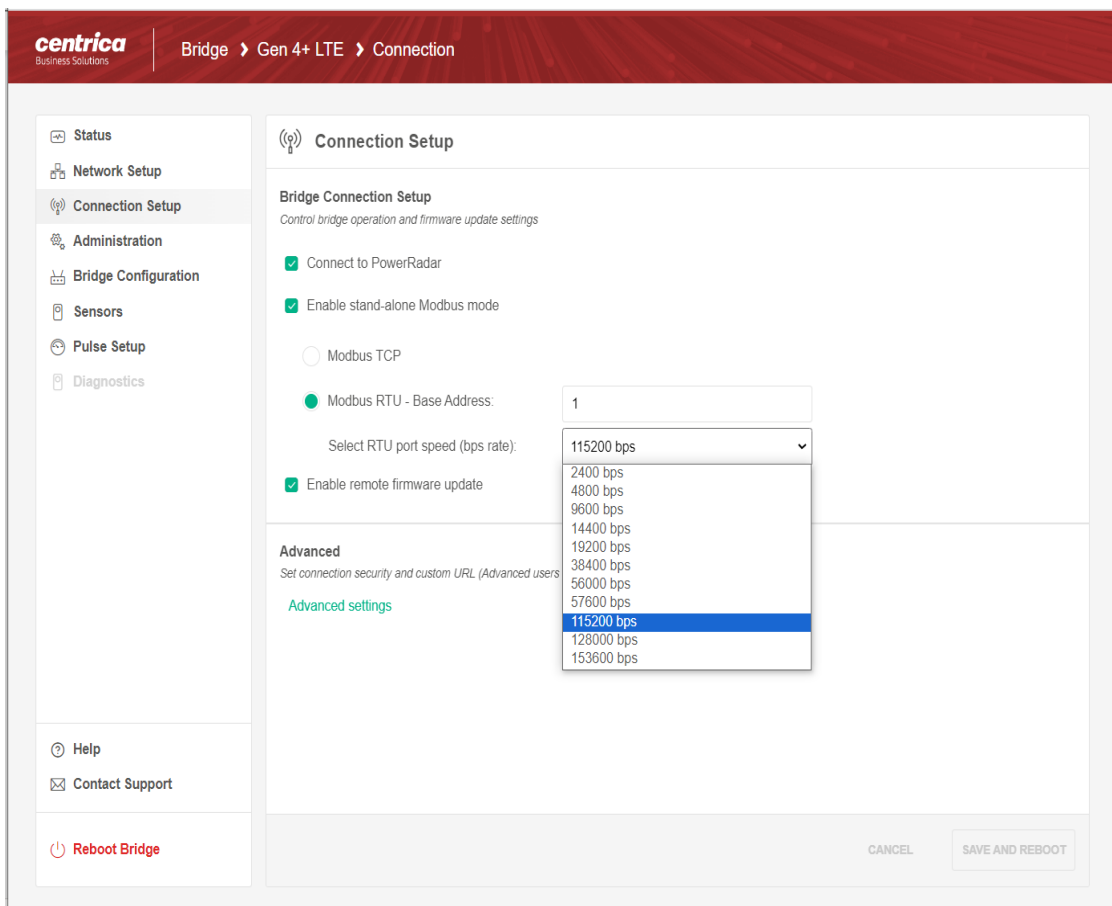 centrica
Business Solutions
Bridge > Gen 4+ LTE > Connection
Status
Network Setup
Connection Setup
Administration
Bridge Configuration
Sensors
Pulse Setup
Diagnostics
Help
Contact Support
Reboot Bridge
Connection Setup
Bridge Connection Setup
Control bridge operation and firmware update settings
Connect to PowerRadar
Enable stand-alone Modbus mode
Modbus TCP
Modbus RTU - Base Address: 1
Select RTU port speed (bps rate): 115200 bps
2400 bps
4800 bps
9600 bps
14400 bps
19200 bps
38400 bps
56000 bps
57600 bps
115200 bps
128000 bps
153600 bps
Enable remote firmware update
Advanced
Set connection security and custom URL (Advanced users
Advanced settings
CANCEL SAVE AND REBOOT